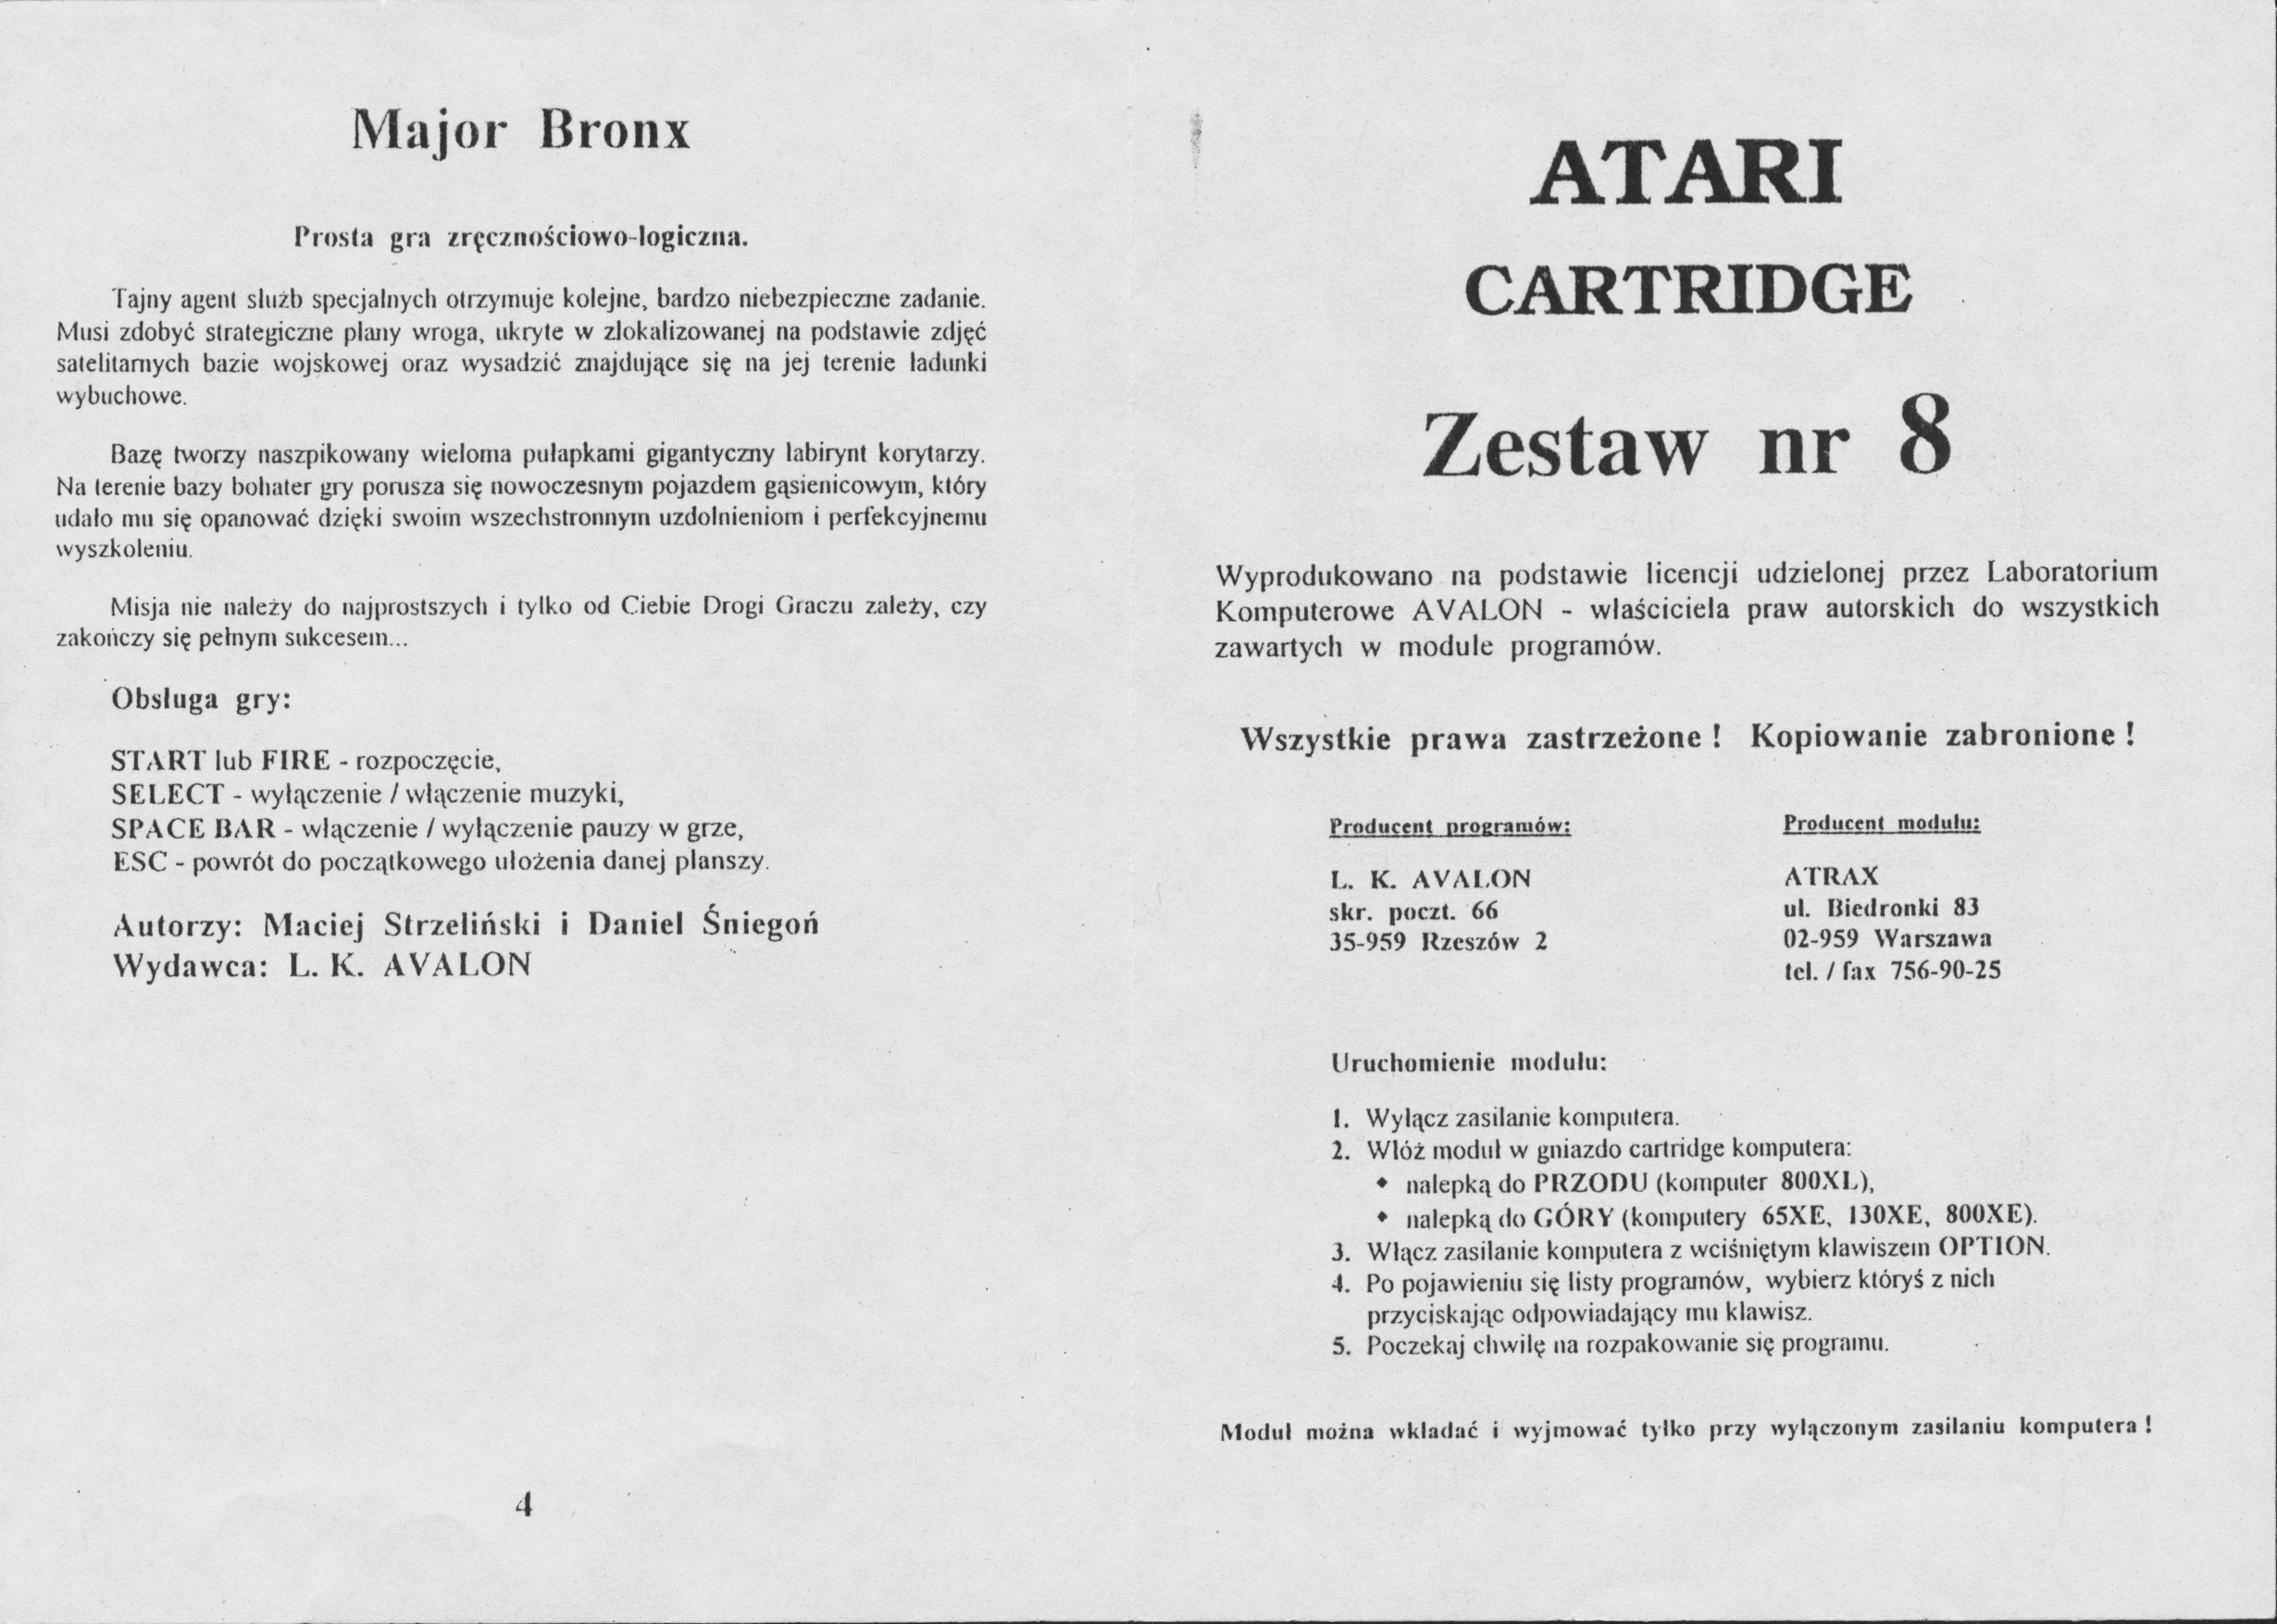 Major Bronx
Prosta gra zręcznościowo-logiczna.
Tajny agent służb specjalnych otrzymuje kolejne, bardzo niebezpieczne zadanie.
Musi zdobyć strategiczne plany wroga, ukryte w zlokalizowanej na podstawie zdjęć
satelitarnych bazie wojskowej oraz wysadzić znajdujące się na jej terenie ładunki
wybuchowe.
Bazę tworzy naszpikowany wieloma pułapkami gigantyczny labirynt korytarzy.
Na terenie bazy bohater gry porusza się nowoczesnym pojazdem gąsienicowym, który
udało mu się opanować dzięki swoim wszechstronnym uzdolnieniom i perfekcyjnemu
wyszkoleniu.
Misja nie należy do najprostszych i tylko od Ciebie Drogi Graczu zależy, czy
zakończy się pełnym sukcesem...
Obsługa gry:
START lub FIRE - rozpoczęcie,
SELECT - wyłączenie / włączenie muzyki,
SPACE BAR - włączenie / wyłączenie pauzy w grze,
ESC - powrót do początkowego ułożenia danej planszy.
Autorzy: Maciej Strzeliński i Daniel Śniegoń
Wydawca: L. K. AVALON
4
ATARI
CARTRIDGE
Zestaw nr 8
Wyprodukowano na podstawie licencji udzielonej przez Laboratorium
Komputerowe AVALON - właściciela praw autorskich do wszystkich
zawartych w module programów.
Wszystkie prawa zastrzeżone ! Kopiowanie zabronione !
Producent programów:
L. K. AVALON
skr. poczt. 66
35-959 Rzeszów 2
Producent modułu:
ATRAX
ul. Biedronki 83
02-959 Warszawa
tel. / fax 756-90-25
Uruchomienie modułu:
1. Wyłącz zasilanie komputera.
2. Włóż moduł w gniazdo cartridge komputera:
♦ nalepką do PRZODU (komputer 800XL),
♦ nalepką do GÓRY (komputery 65XE, 130XE, 800XE).
3. Włącz zasilanie komputera z wciśniętym klawiszem OPTION.
4. Po pojawieniu się listy programów, wybierz któryś z nich
przyciskając odpowiadający mu klawisz.
5. Poczekaj chwilę na rozpakowanie się programu.
Moduł można wkładać i wyjmować tylko przy wyłączonym zasilaniu komputera !